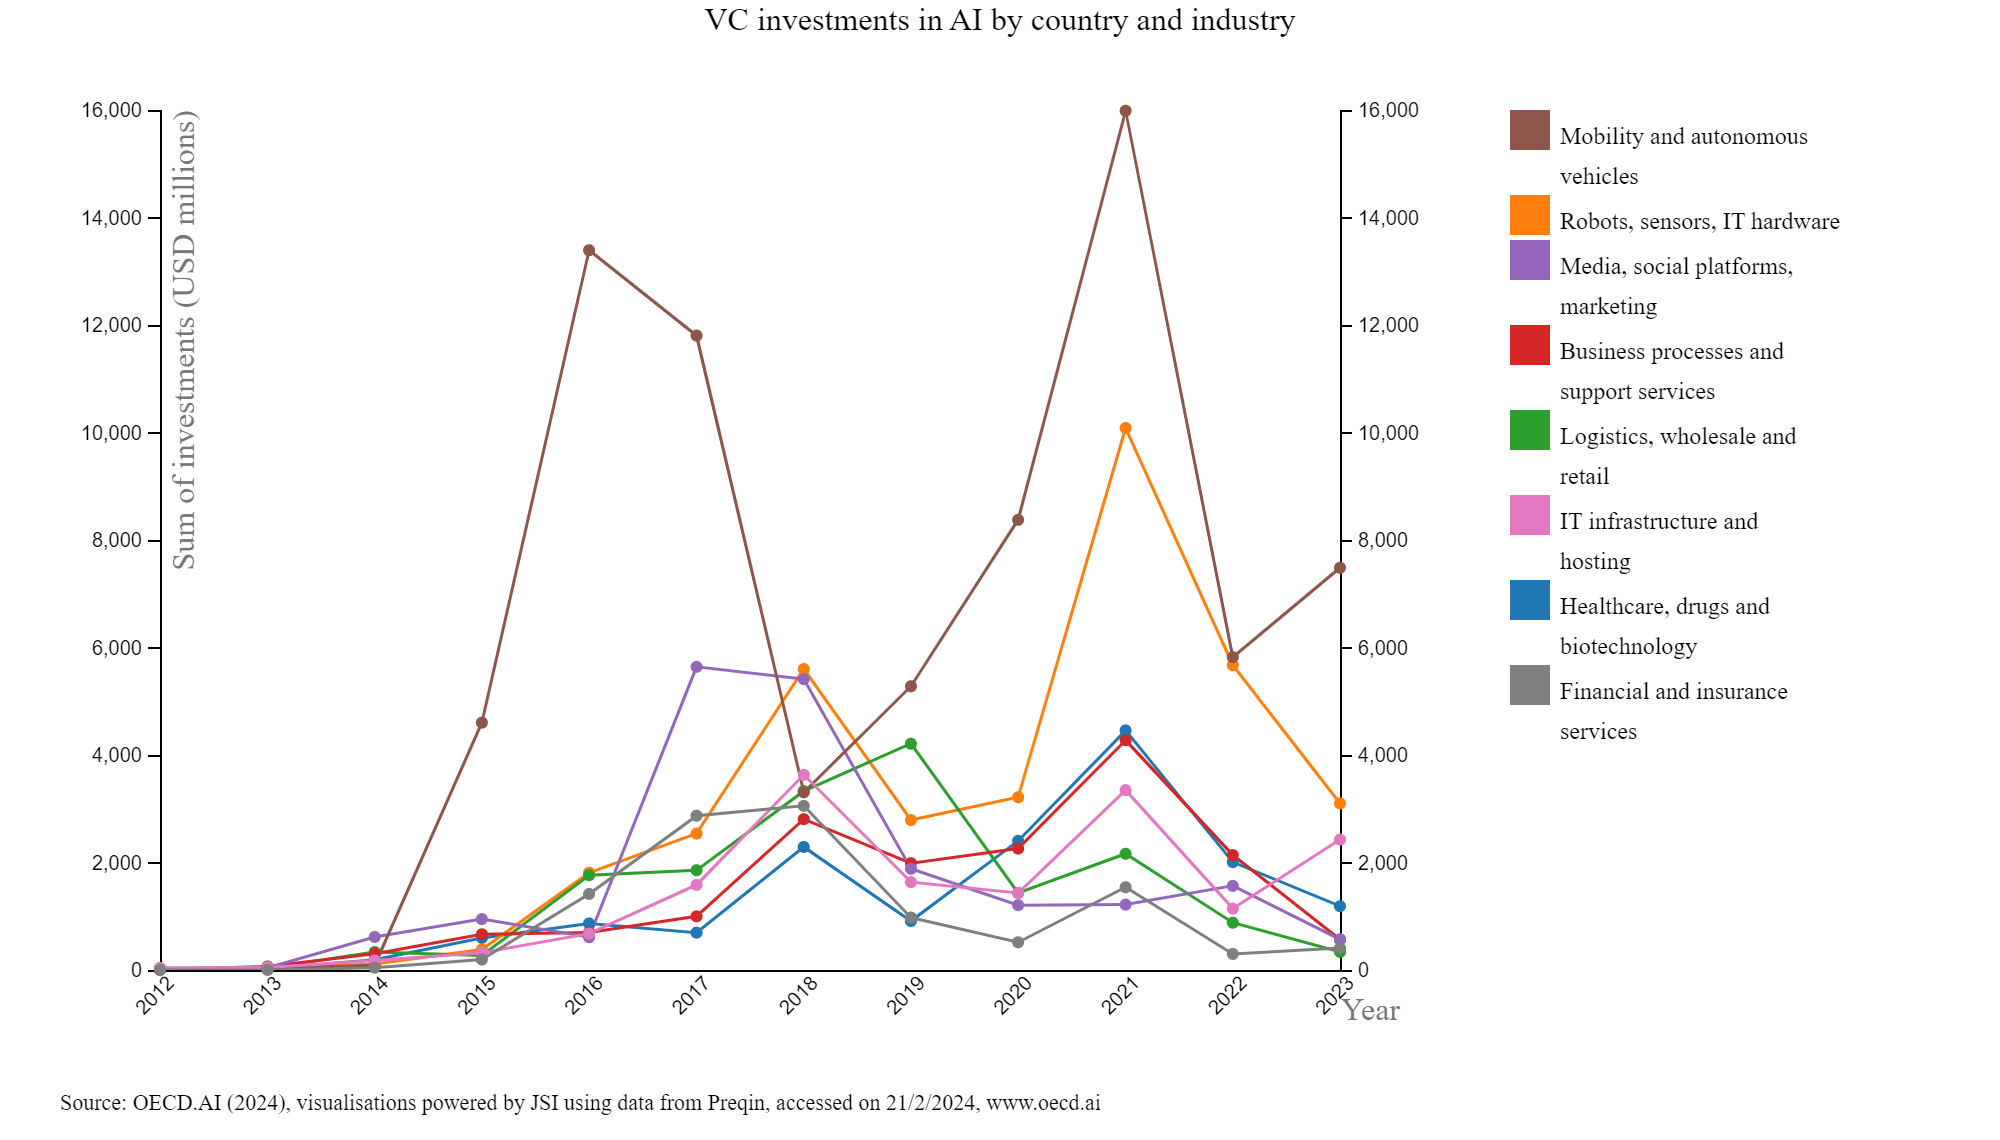 VC investments in AI by country and industry
Sum of investments (USD millions)
16,000
14,000
12,000
10,000
8,000
6,000
4,000
2,000
0
16,000
14,000
12,000
10,000
8,000
6,000
4,000
2,000
0
2012
2013
2014
2015
2016
2017
2018
2019
2020
2021
2022
2023
Year
Mobility and autonomous
vehicles
Robots, sensors, IT hardware
Media, social platforms,
marketing
Business processes and
support services
Logistics, wholesale and
retail
IT infrastructure and
hosting
Healthcare, drugs and
biotechnology
Financial and insurance
services
Source: OECD.AI (2024), visualisations powered by JSI using data from Preqin, accessed on 21/2/2024, www.oecd.ai